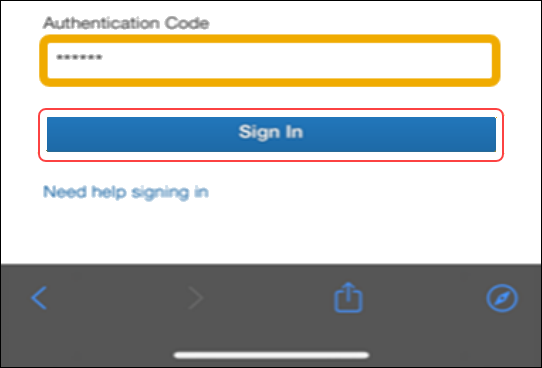 Authentication Code
******
Sign In
Need help signing in